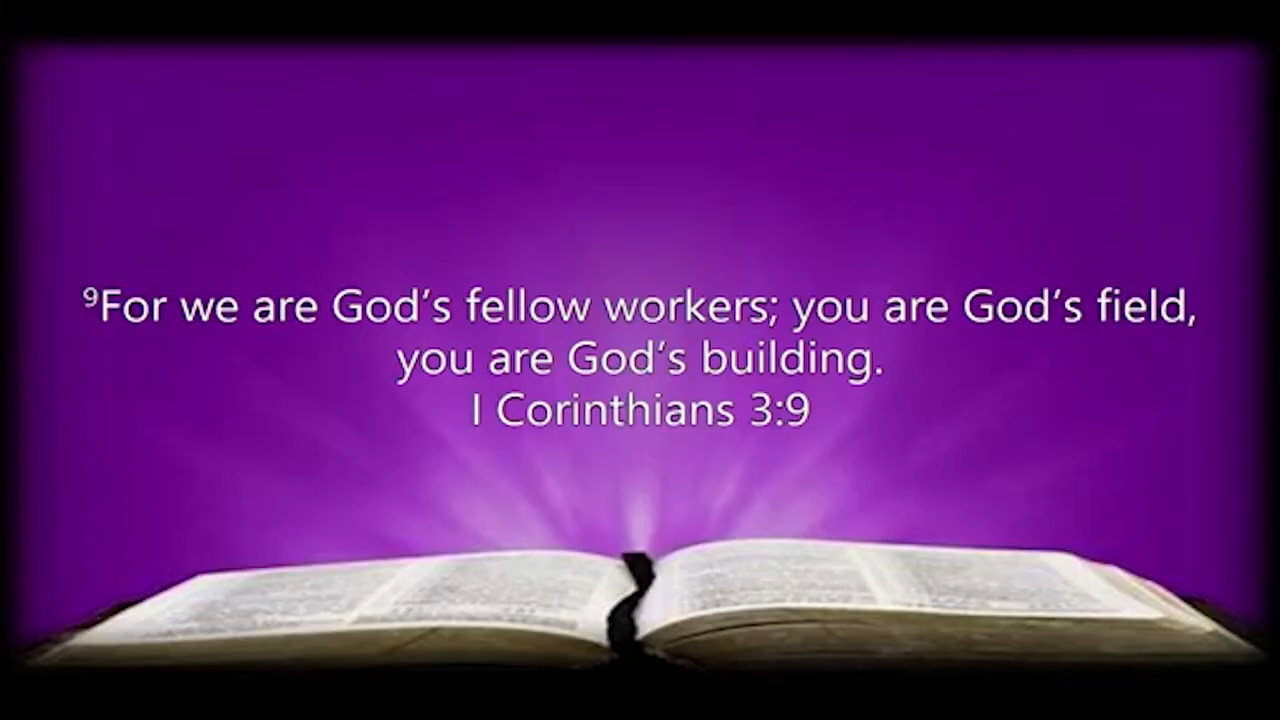 ⁹For we are God's fellow workers; you are God's field,
you are God's building.
I Corinthians 3:9